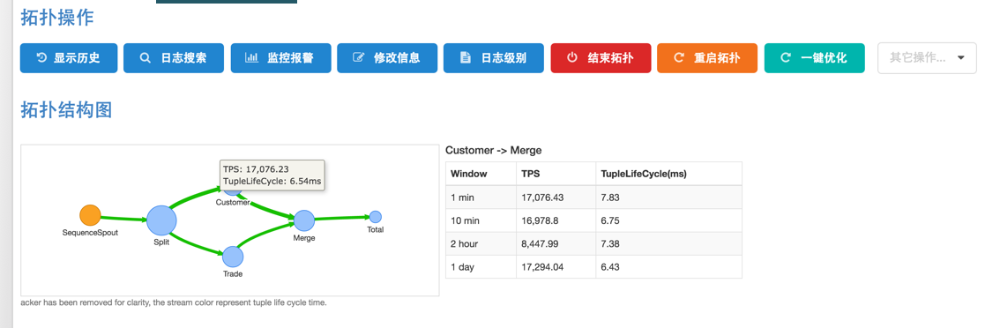 拓扑操作
显示历史 日志搜索 监控报警 修改信息 日志级别 结束拓扑 重启拓扑 一键优化 其它操作...
拓扑结构图
Customer -> Merge
TPS: 17,076.23
TupleLifeCycle: 6.54ms
Customer
SequenceSpout
Split
Merge
Total
Trade
Window TPS TupleLifeCycle(ms)
1 min 17,076.43 7.83
10 min 16,978.8 6.75
2 hour 8,447.99 7.38
1 day 17,294.04 6.43
acker has been removed for clarity, the stream color represent tuple life cycle time.